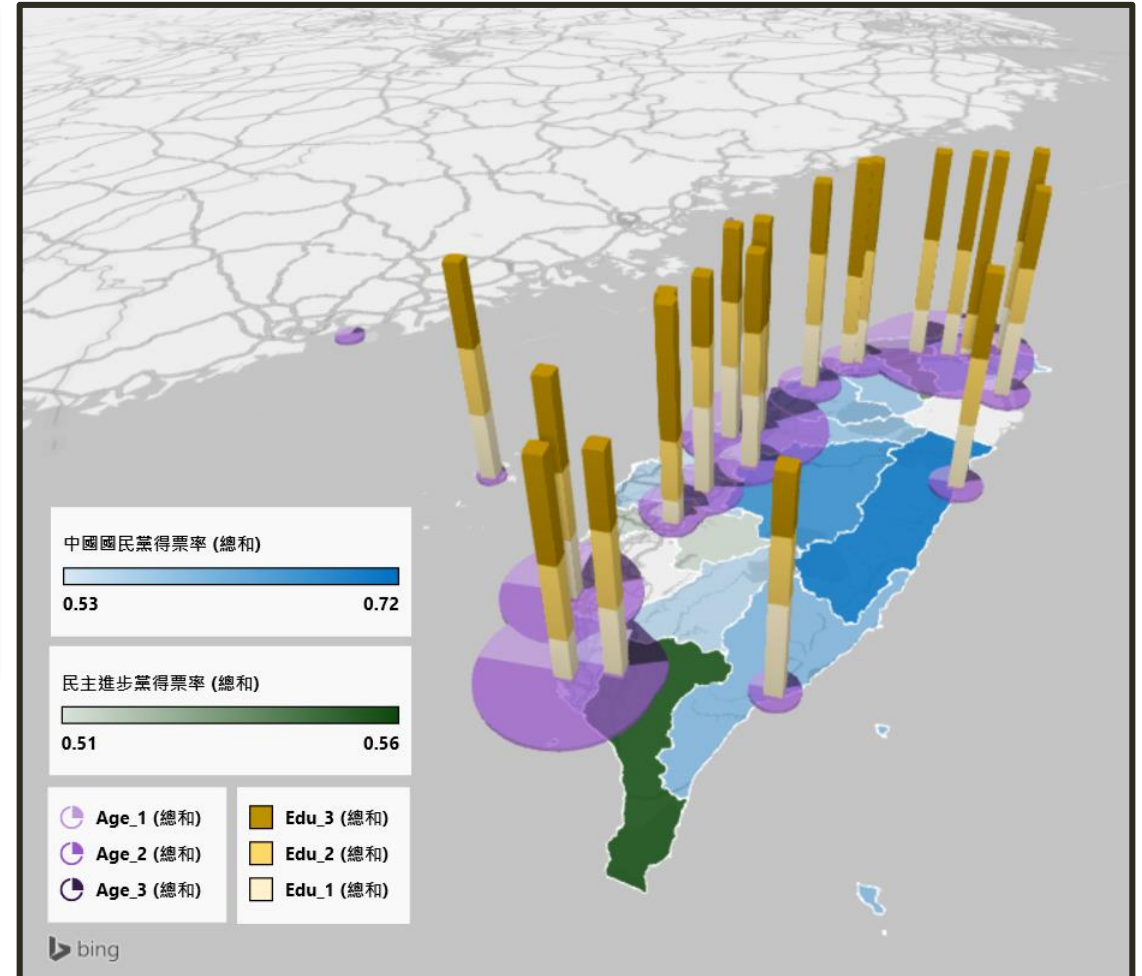 中國國民黨得票率 (總和)
0.53 0.72
民主進步黨得票率 (總和)
0.51 0.56
Age_1 (總和)
Age_2 (總和)
Age_3 (總和)
Edu_3 (總和)
Edu_2 (總和)
Edu_1 (總和)
bing